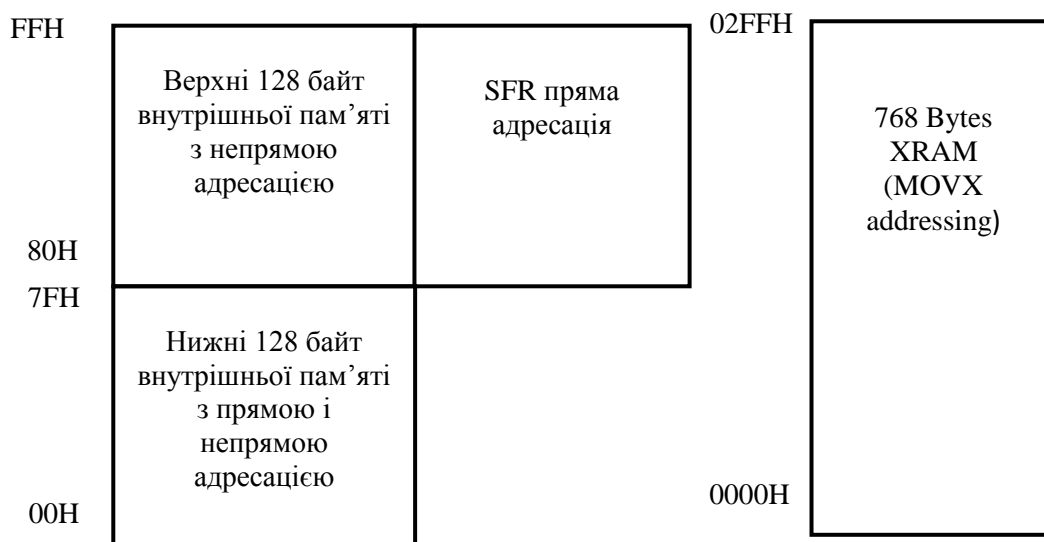 FFH
Верхні 128 байт
внутрішньої пам’яті
з непрямою
адресацією
80H
7FH
Нижні 128 байт
внутрішньої пам’яті
з прямою і
непрямою
адресацією
00H
SFR пряма
адресація
02FFH
768 Bytes
XRAM
(MOVX
addressing)
0000H